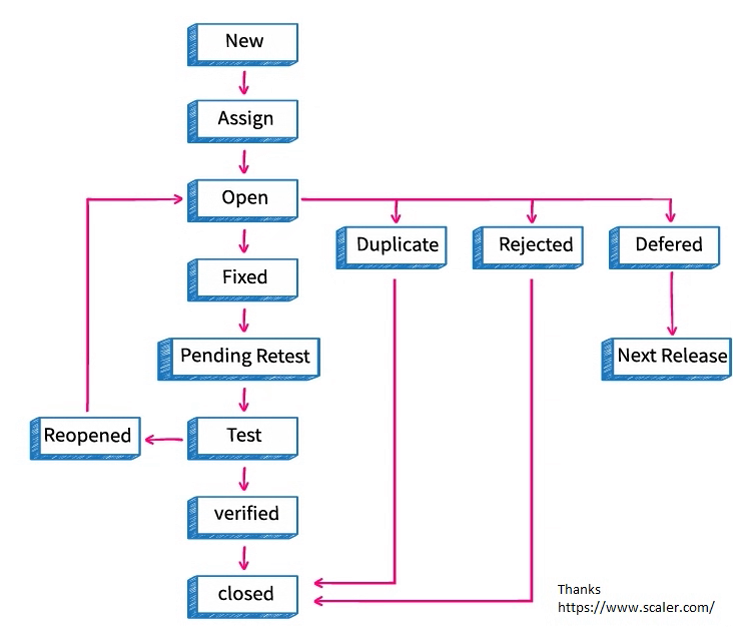 New
Assign
Open
Duplicate
Rejected
Defered
Fixed
Pending Retest
Next Release
Reopened
Test
verified
closed
Thanks
https://www.scaler.com/